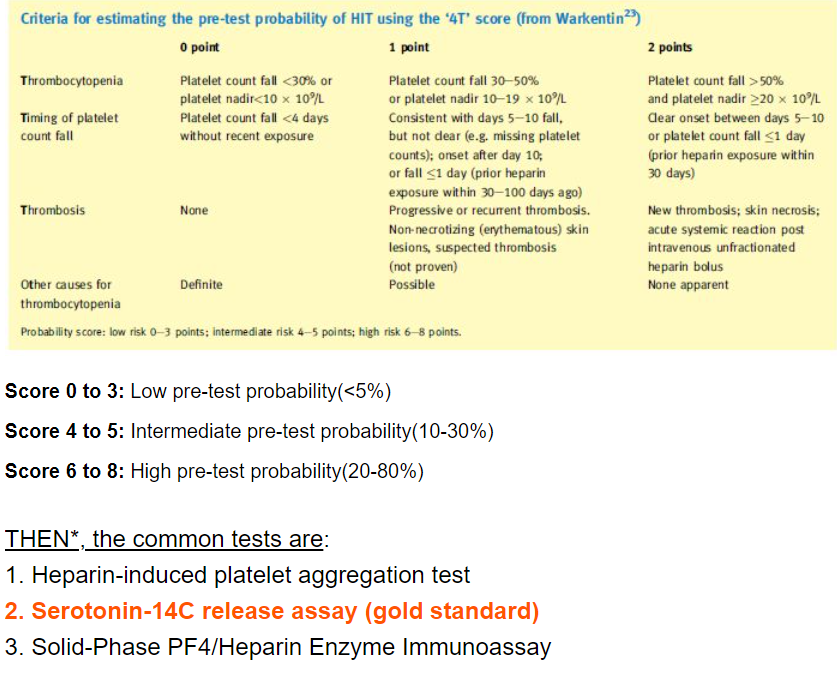 Criteria for estimating the pre-test probability of HIT using the ‘4T’ score (from Warkentin²³)
0 point 1 point 2 points
Thrombocytopenia Platelet count fall <30% or Platelet count fall 30–50% Platelet count fall >50%
platelet nadir<10 × 10⁹/L or platelet nadir 10–19 × 10⁹/L and platelet nadir ≥20 × 10⁹/L
Timing of platelet Platelet count fall <4 days Consistent with days 5–10 fall, Clear onset between days 5–10
count fall without recent exposure but not clear (e.g. missing platelet or platelet count fall ≤1 day
counts); onset after day 10; (prior heparin exposure within
or fall ≤1 day (prior heparin 30 days)
exposure within 30–100 days ago)
Thrombosis None Progressive or recurrent thrombosis. New thrombosis; skin necrosis;
Non-necrotizing (erythematous) skin acute systemic reaction post
lesions, suspected thrombosis intravenous unfractionated
(not proven) heparin bolus
Other causes for Definite Possible None apparent
thrombocytopenia
Probability score: low risk 0–3 points; intermediate risk 4–5 points; high risk 6–8 points.
Score 0 to 3: Low pre-test probability(<5%)
Score 4 to 5: Intermediate pre-test probability(10-30%)
Score 6 to 8: High pre-test probability(20-80%)
THEN*, the common tests are:
1. Heparin-induced platelet aggregation test
2. Serotonin-14C release assay (gold standard)
3. Solid-Phase PF4/Heparin Enzyme Immunoassay